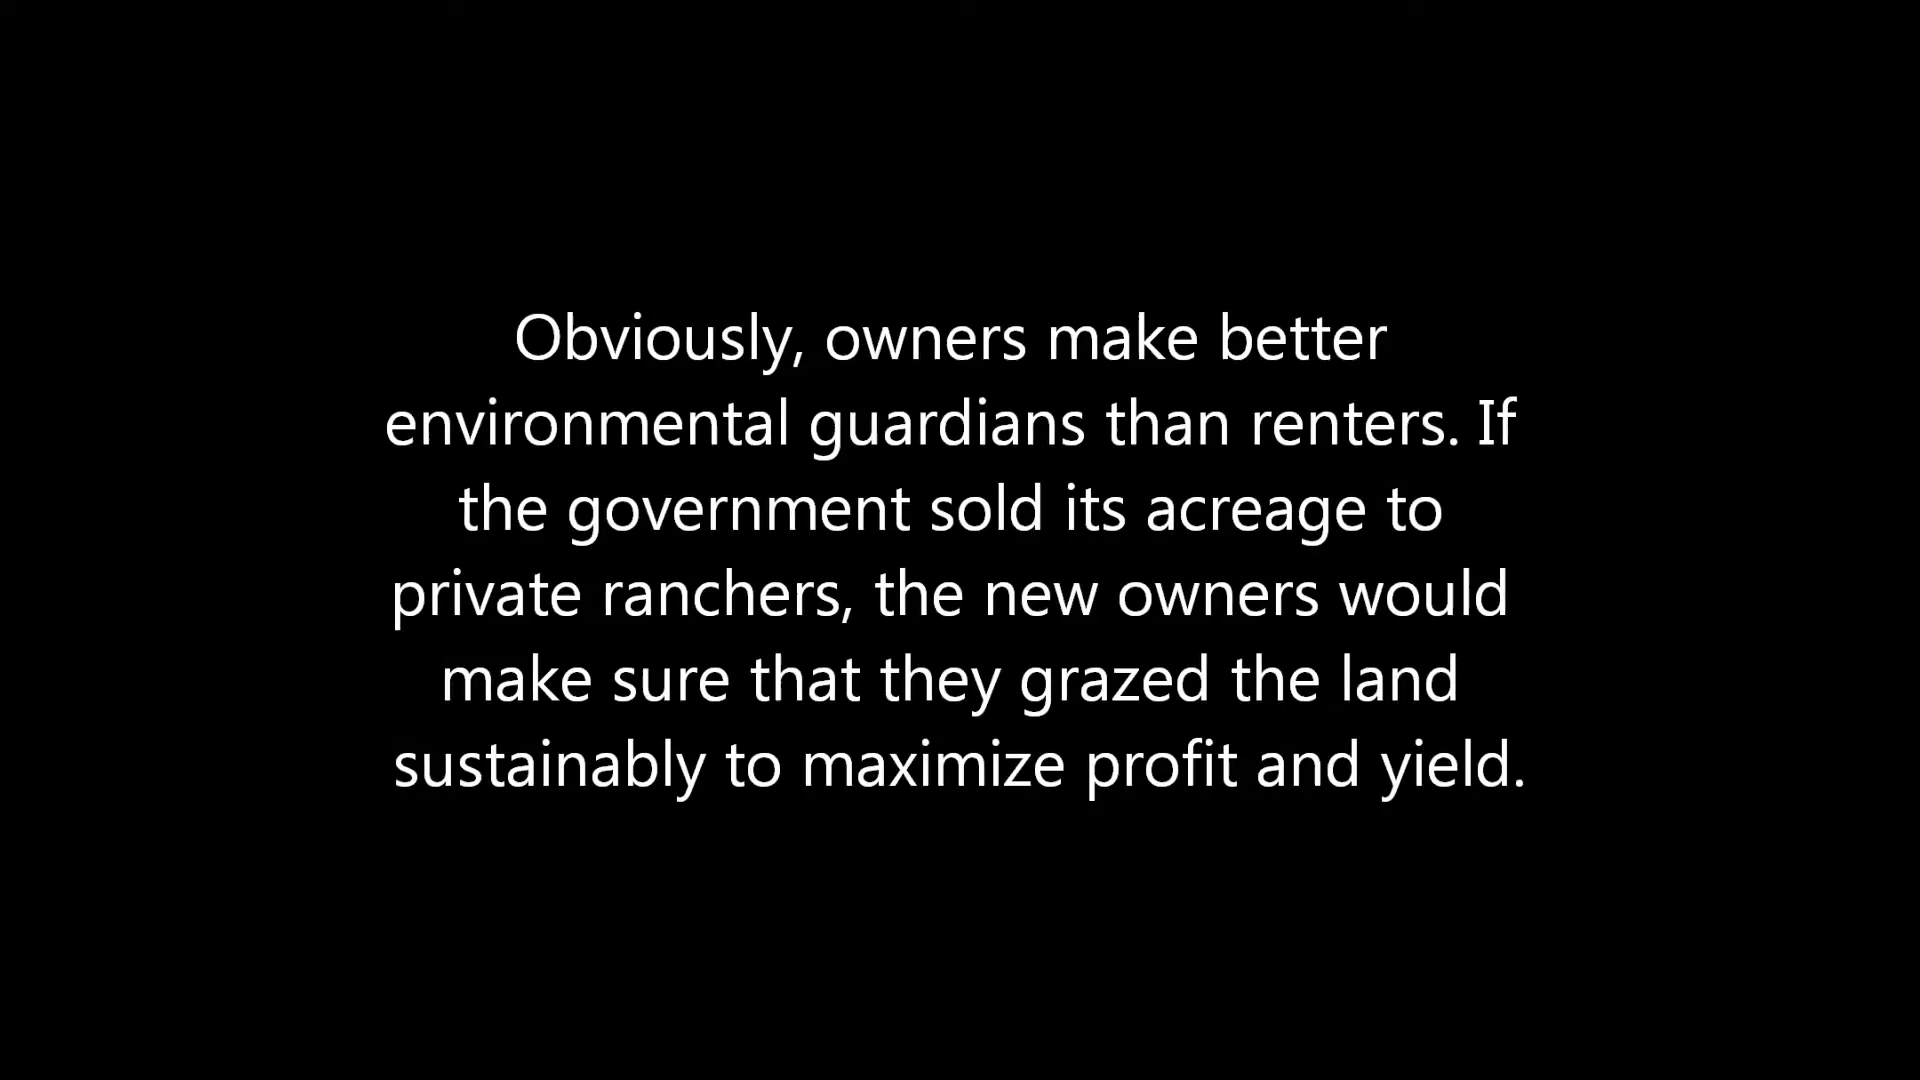 Obviously, owners make better
environmental guardians than renters. If
the government sold its acreage to
private ranchers, the new owners would
make sure that they grazed the land
sustainably to maximize profit and yield.